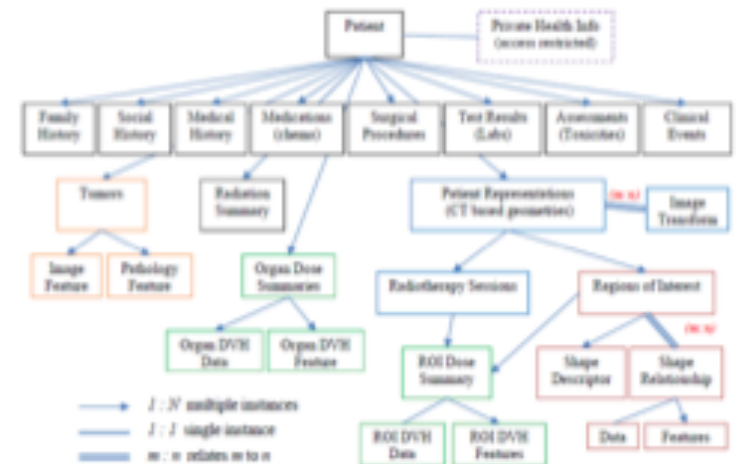 Patient
Private Health Info
(access restricted)
Family
History
Social
History
Medical
History
Medications
(chemo)
Surgical
Procedures
Test Results
(Labs)
Assessments
(Toxicities)
Clinical
Events
Tumors
Radiation
Summary
Patient Representations
(CT based geometries)
(m, n)
Image
Transform
Image
Feature
Pathology
Feature
Organ Dose
Summaries
Radiotherapy Sessions
Regions of Interest
(m, n)
Organ DVH
Data
Organ DVH
Feature
ROI Dose
Summary
Shape
Descriptor
Shape
Relationship
ROI DVH
Data
ROI DVH
Features
Data
Features
1 : N multiple instances
1 : 1 single instance
m : n relates m to n